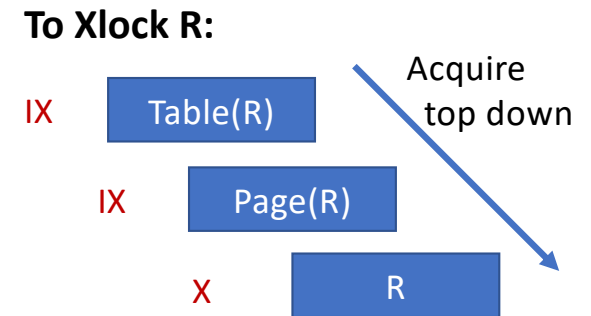 To Xlock R:
Acquire
top down
IX Table(R)
IX Page(R)
X R